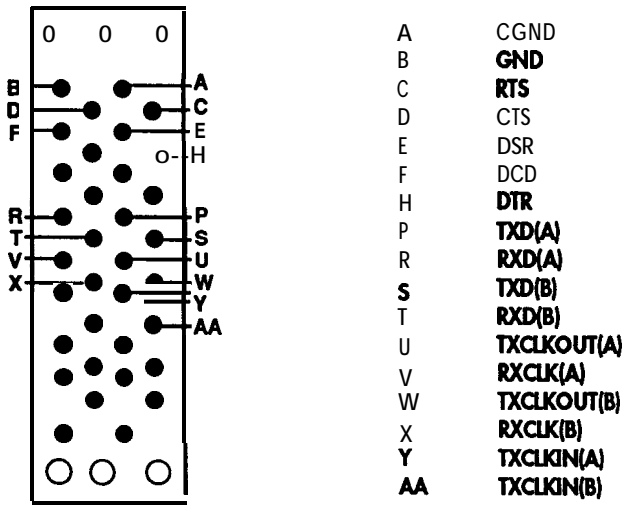 0 0 0
B A
D C
F E
o--H
R P
T S
V U
X W
Y
AA
A CGND
B GND
C RTS
D CTS
E DSR
F DCD
H DTR
P TXD(A)
R RXD(A)
S TXD(B)
T RXD(B)
U TXCLKOUT(A)
V RXCLK(A)
W TXCLKOUT(B)
X RXCLK(B)
Y TXCLKIN(A)
AA TXCLKIN(B)